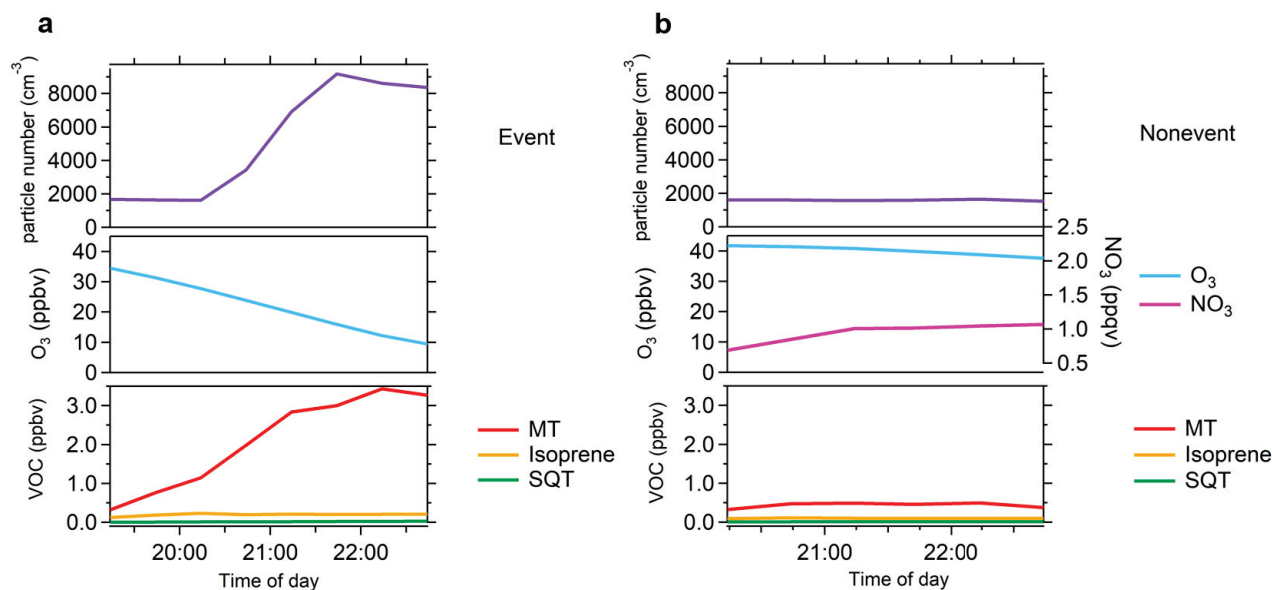 a
particle number (cm⁻³)
8000
6000
4000
2000
0
Event
O₃ (ppbv)
40
30
20
10
0
VOC (ppbv)
3.0
2.0
1.0
0.0
MT
Isoprene
SQT
20:00 21:00 22:00
Time of day
b
particle number (cm⁻³)
8000
6000
4000
2000
0
Nonevent
O₃ (ppbv)
40
30
20
10
0
2.5
2.0
1.5
1.0
0.5
NO₃ (ppqv)
O₃
NO₃
VOC (ppbv)
3.0
2.0
1.0
0.0
MT
Isoprene
SQT
21:00 22:00
Time of day